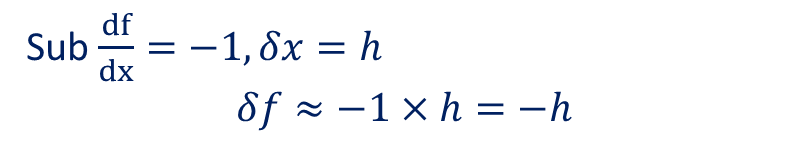 Sub df/dx = −1, δx = h
δf ≈ −1 × h = −h